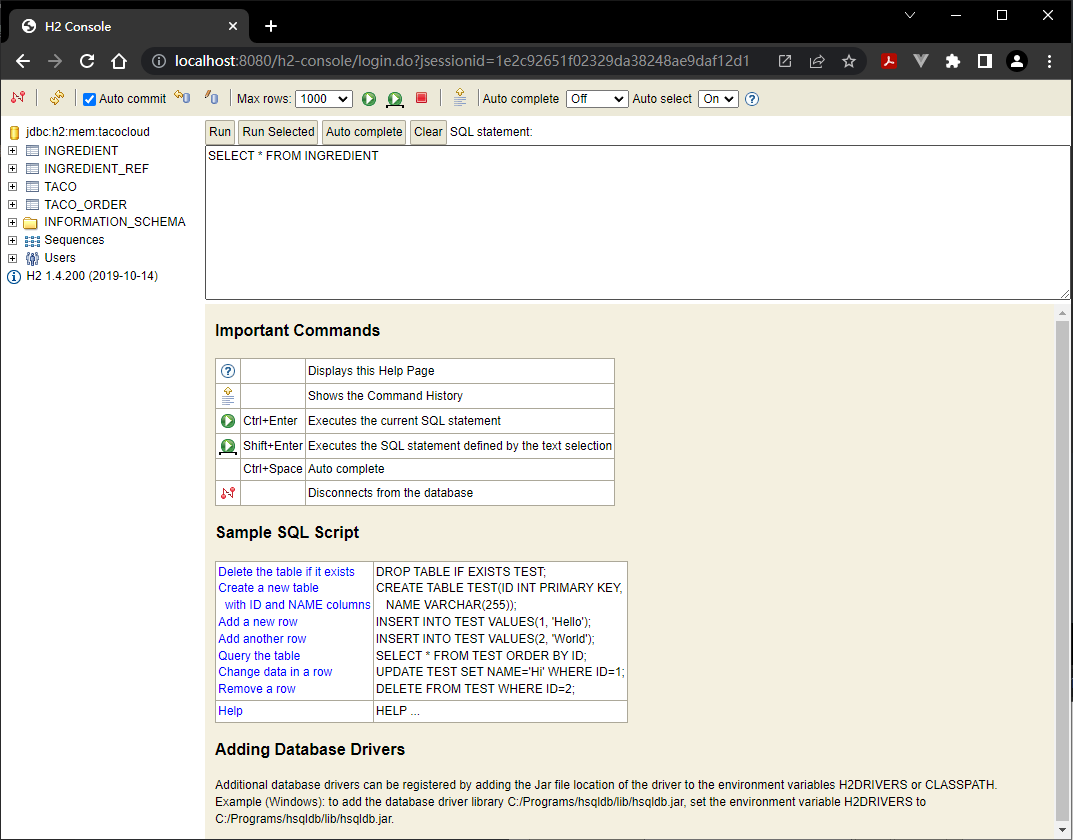 H2 Console
localhost:8080/h2-console/login.do?jsessionid=1e2c92651f02329da38248ae9daf12d1
Auto commit Max rows: 1000 Auto complete Off Auto select On
jdbc:h2:mem:tacocloud
INGREDIENT
INGREDIENT_REF
TACO
TACO_ORDER
INFORMATION_SCHEMA
Sequences
Users
H2 1.4.200 (2019-10-14)
Run Run Selected Auto complete Clear SQL statement:
SELECT * FROM INGREDIENT
Important Commands
Displays this Help Page
Shows the Command History
Ctrl+Enter Executes the current SQL statement
Shift+Enter Executes the SQL statement defined by the text selection
Ctrl+Space Auto complete
Disconnects from the database
Sample SQL Script
Delete the table if it exists DROP TABLE IF EXISTS TEST;
Create a new table CREATE TABLE TEST(ID INT PRIMARY KEY,
with ID and NAME columns NAME VARCHAR(255));
Add a new row INSERT INTO TEST VALUES(1, 'Hello');
Add another row INSERT INTO TEST VALUES(2, 'World');
Query the table SELECT * FROM TEST ORDER BY ID;
Change data in a row UPDATE TEST SET NAME='Hi' WHERE ID=1;
Remove a row DELETE FROM TEST WHERE ID=2;
Help HELP ...
Adding Database Drivers
Additional database drivers can be registered by adding the Jar file location of the driver to the environment variables H2DRIVERS or CLASSPATH.
Example (Windows): to add the database driver library C:/Programs/hsqldb/lib/hsqldb.jar, set the environment variable H2DRIVERS to
C:/Programs/hsqldb/lib/hsqldb.jar.